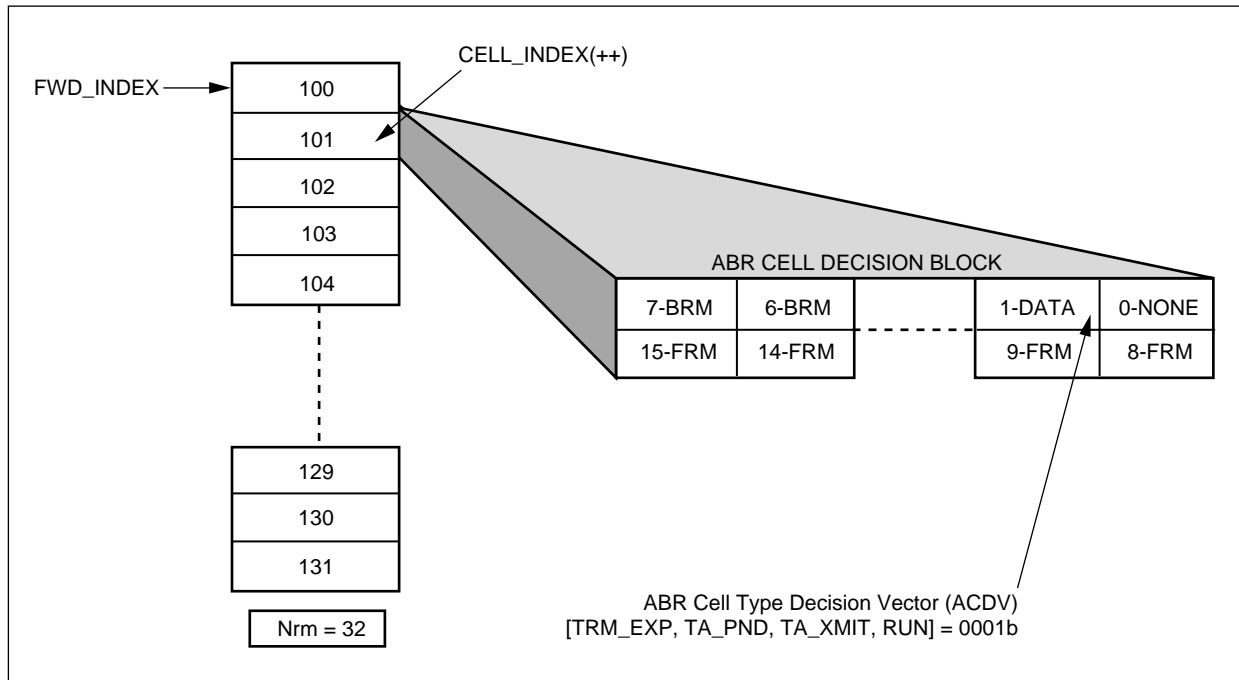 CELL_INDEX(++)
FWD_INDEX
100
101
102
103
104
ABR CELL DECISION BLOCK
7-BRM 6-BRM 1-DATA 0-NONE
15-FRM 14-FRM 9-FRM 8-FRM
129
130
131
Nrm = 32
ABR Cell Type Decision Vector (ACDV)
[TRM_EXP, TA_PND, TA_XMIT, RUN] = 0001b